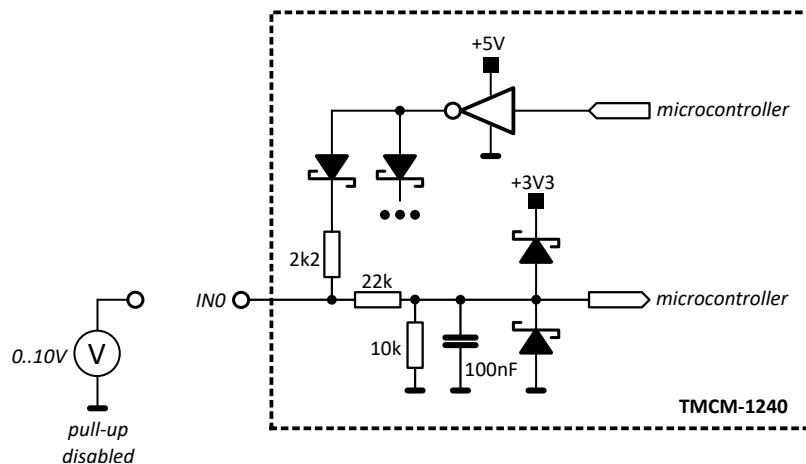 +5V
microcontroller
+3V3
2k2
22k
IN0
microcontroller
0..10V
V
10k
100nF
TMCM-1240
pull-up
disabled